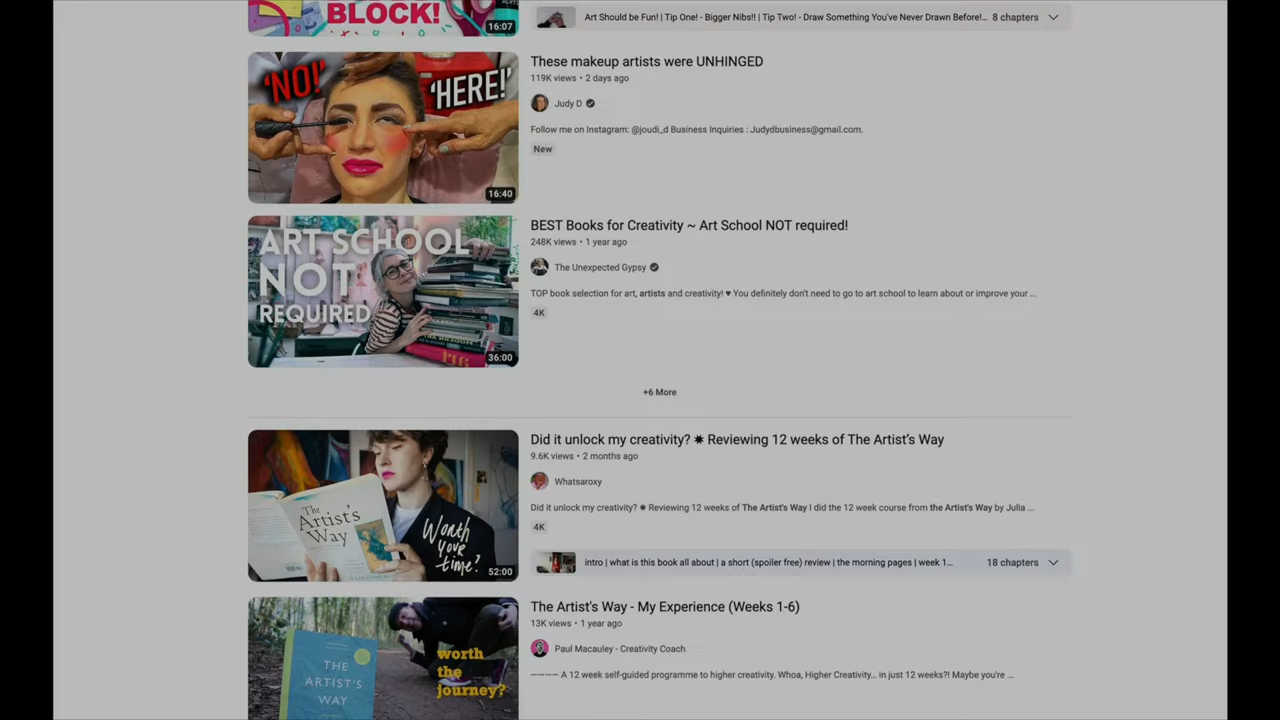 BLOCK!
16:07
Art Should be Fun! | Tip One! - Bigger Nibs!! | Tip Two! - Draw Something You've Never Drawn Before!... 8 chapters
'NO!'
'HERE!'
16:40
These makeup artists were UNHINGED
119K views • 2 days ago
Judy D
Follow me on Instagram: @joudi_d Business Inquiries : Judydbusiness@gmail.com.
New
ART SCHOOL
NOT
REQUIRED
36:00
BEST Books for Creativity ~ Art School NOT required!
248K views • 1 year ago
The Unexpected Gypsy
TOP book selection for art, artists and creativity! ♥ You definitely don't need to go to art school to learn about or improve your ...
4K
+6 More
The
Artist's
Way
Worth
your
time?
52:00
Did it unlock my creativity? ✷ Reviewing 12 weeks of The Artist's Way
9.6K views • 2 months ago
Whatsaroxy
Did it unlock my creativity? ✷ Reviewing 12 weeks of The Artist's Way I did the 12 week course from the Artist's Way by Julia ...
4K
intro | what is this book all about | a short (spoiler free) review | the morning pages | week 1... 18 chapters
THE
ARTIST'S
WAY
worth
the
journey?
The Artist's Way - My Experience (Weeks 1-6)
13K views • 1 year ago
Paul Macauley - Creativity Coach
———— A 12 week self-guided programme to higher creativity. Whoa, Higher Creativity... in just 12 weeks?! Maybe you're ...